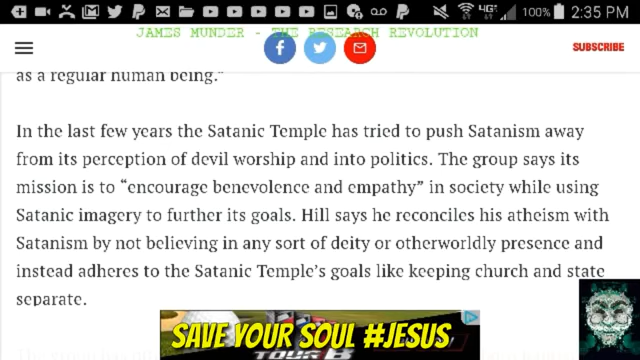 100% 2:35 PM
JAMES MUNDER - THE RESEARCH REVOLUTION
SUBSCRIBE
as a regular human being."
In the last few years the Satanic Temple has tried to push Satanism away
from its perception of devil worship and into politics. The group says its
mission is to “encourage benevolence and empathy” in society while using
Satanic imagery to further its goals. Hill says he reconciles his atheism with
Satanism by not believing in any sort of deity or otherworldly presence and
instead adheres to the Satanic Temple’s goals like keeping church and state
separate.
SAVE YOUR SOUL #JESUS
TOUR B